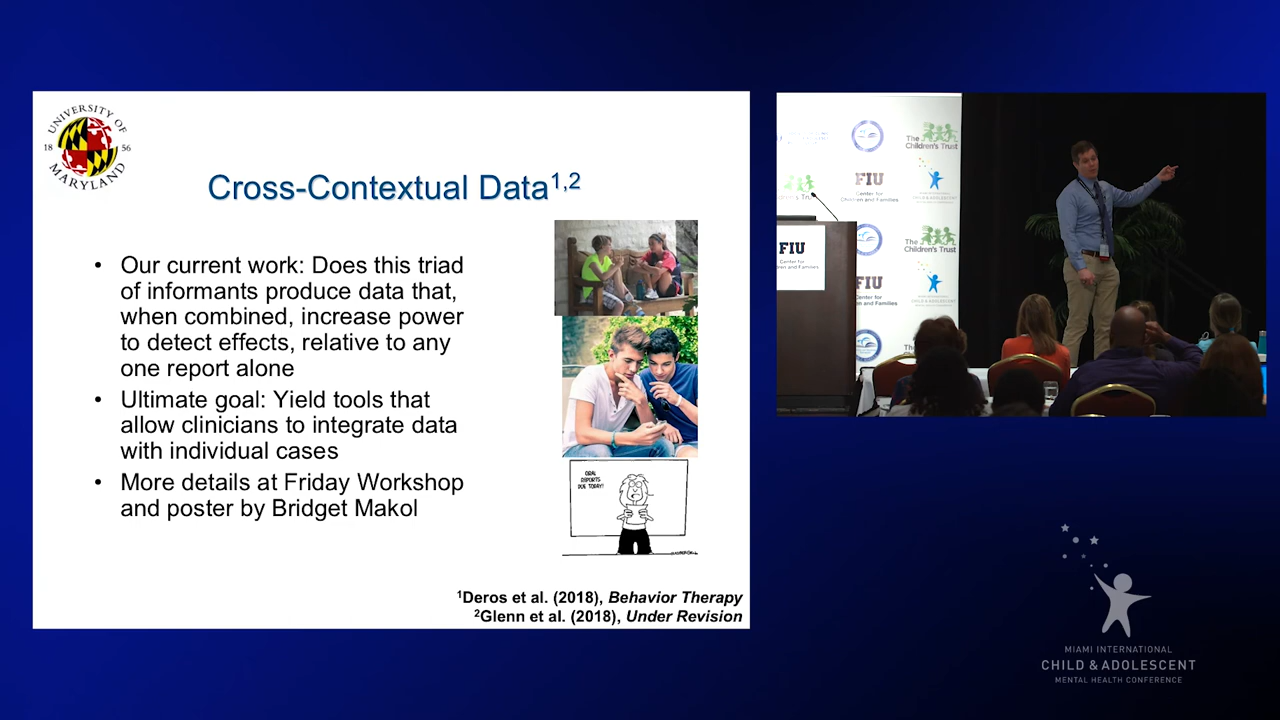 UNIVERSITY OF
18 56
MARYLAND
Cross-Contextual Data1,2
• Our current work: Does this triad
of informants produce data that,
when combined, increase power
to detect effects, relative to any
one report alone
• Ultimate goal: Yield tools that
allow clinicians to integrate data
with individual cases
• More details at Friday Workshop
and poster by Bridget Makol
ORAL
REPORTS
DUE TODAY!
1Deros et al. (2018), Behavior Therapy
2Glenn et al. (2018), Under Revision
The
Children's Trust
FIU
Center for
Children and Families
The
Children's Trust
FIU
Center for
FIU
MIAMI INTERNATIONAL
CHILD & ADOLESCENT
MENTAL HEALTH CONFERENCE